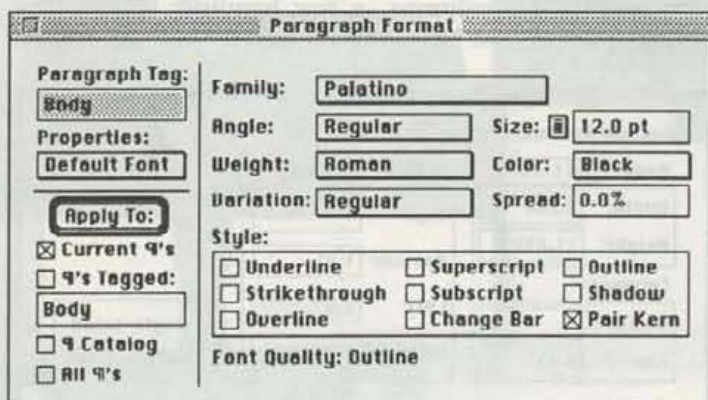 Paragraph Format
Paragraph Tag:
Body
Properties:
Default Font
Apply To:
Current ¶'s
¶'s Tagged:
Body
¶ Catalog
All ¶'s
Family: Palatino
Angle: Regular Size: 12.0 pt
Weight: Roman Color: Black
Variation: Regular Spread: 0.0%
Style:
Underline Superscript Outline
Strikethrough Subscript Shadow
Overline Change Bar Pair Kern
Font Quality: Outline